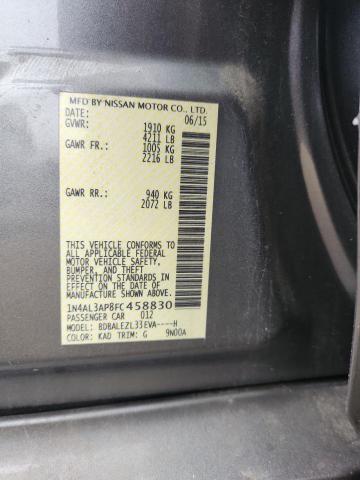 MFD BY NISSAN MOTOR CO., LTD.
DATE: 06/15
GVWR: 1910 KG
4211 LB
GAWR FR: 1005 KG
2216 LB
GAWR RR: 940 KG
2072 LB
THIS VEHICLE CONFORMS TO
ALL APPLICABLE FEDERAL
MOTOR VEHICLE SAFETY,
BUMPER, AND THEFT
PREVENTION STANDARDS IN
EFFECT ON THE DATE OF
MANUFACTURE SHOWN ABOVE.
1N4AL3AP8FC458830
PASSENGER CAR 012
MODEL: BDBALEZL33EVA----H
COLOR: KAD TRIM: G 9N00A